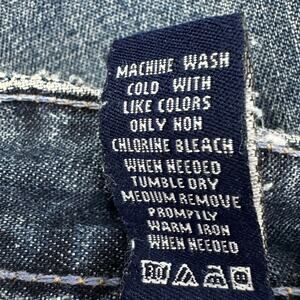 MACHINE WASH
COLD WITH
LIKE COLORS
ONLY NON
CHLORINE BLEACH
WHEN NEEDED
TUMBLE DRY
MEDIUM REMOVE
PROMPTLY
WARM IRON
WHEN NEEDED
30